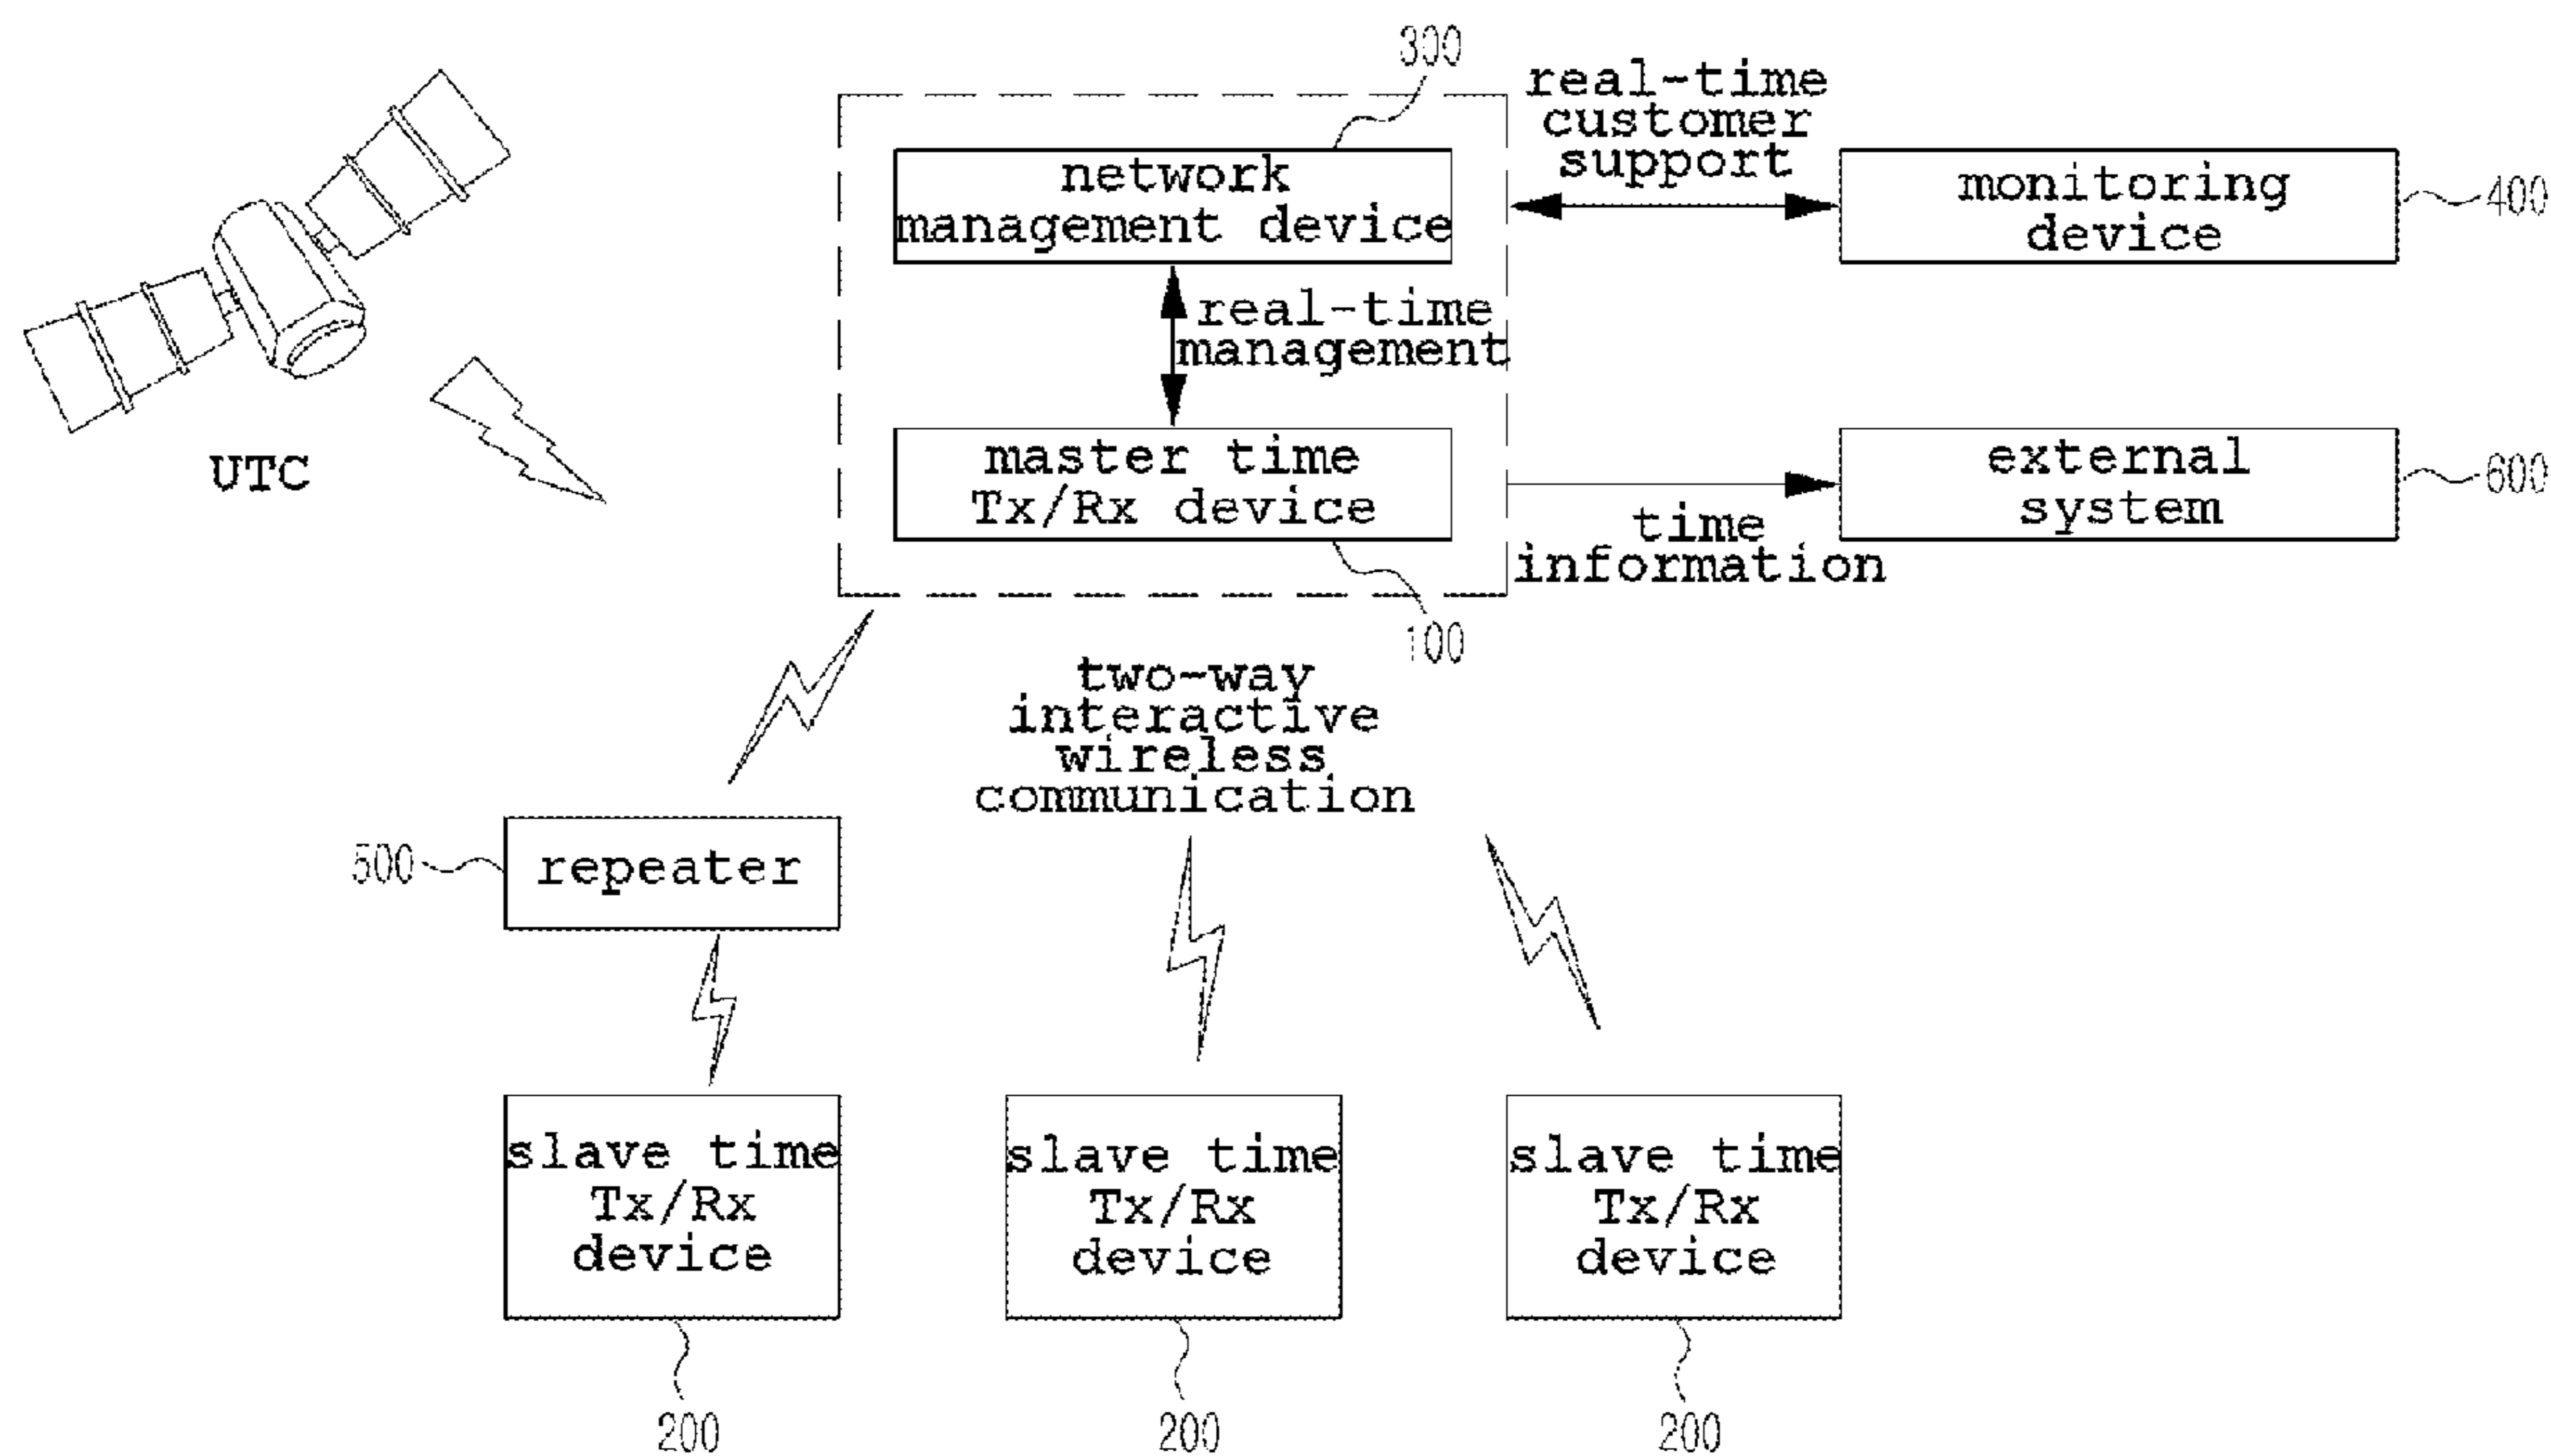 300
real-time
customer
support
network
management device
monitoring
device
400
real-time
management
UTC
master time
Tx/Rx device
external
system
600
time
information
100
two-way
interactive
wireless
communication
500
repeater
slave time
Tx/Rx
device
slave time
Tx/Rx
device
slave time
Tx/Rx
device
200
200
200